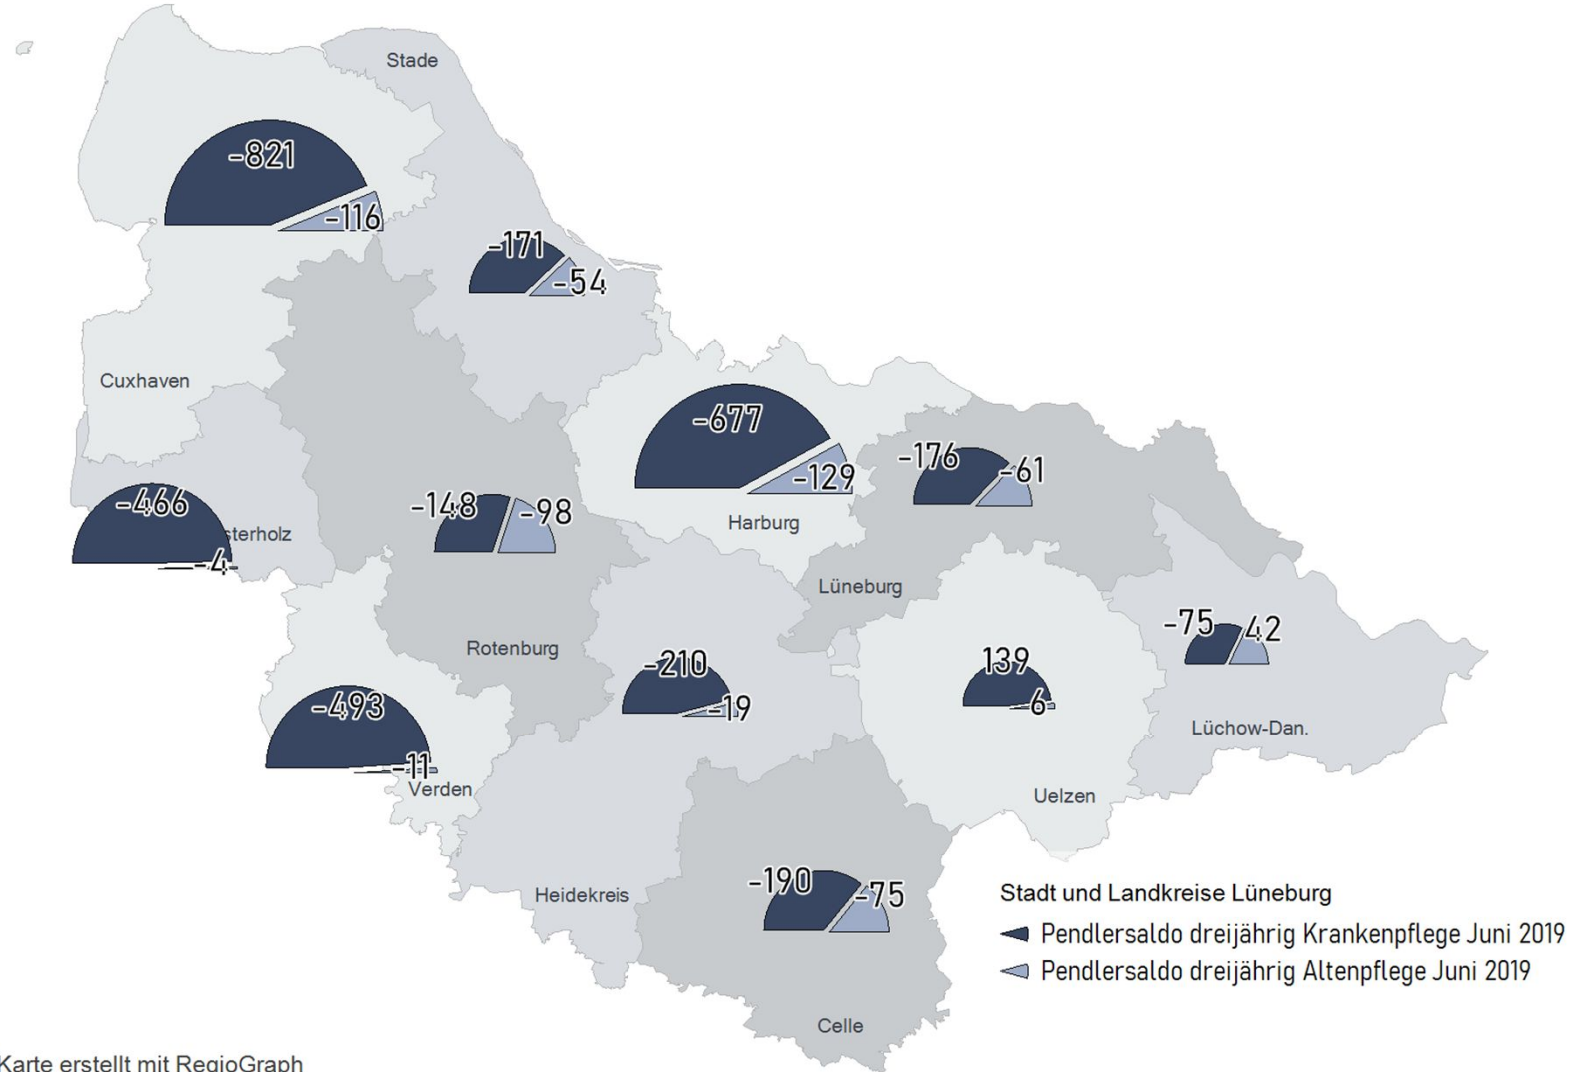 Stade
-821
-116
-171
-54
Cuxhaven
-677
-129
-176
-61
Harburg
-466
sterholz
-4
-148
-98
Lüneburg
Rotenburg
-75
42
139
6
-210
-19
-493
-11
Verden
Lüchow-Dan.
Uelzen
Heidekreis
-190
-75
Celle
Stadt und Landkreise Lüneburg
Pendlersaldo dreijährig Krankenpflege Juni 2019
Pendlersaldo dreijährig Altenpflege Juni 2019
Karte erstellt mit RegioGraph